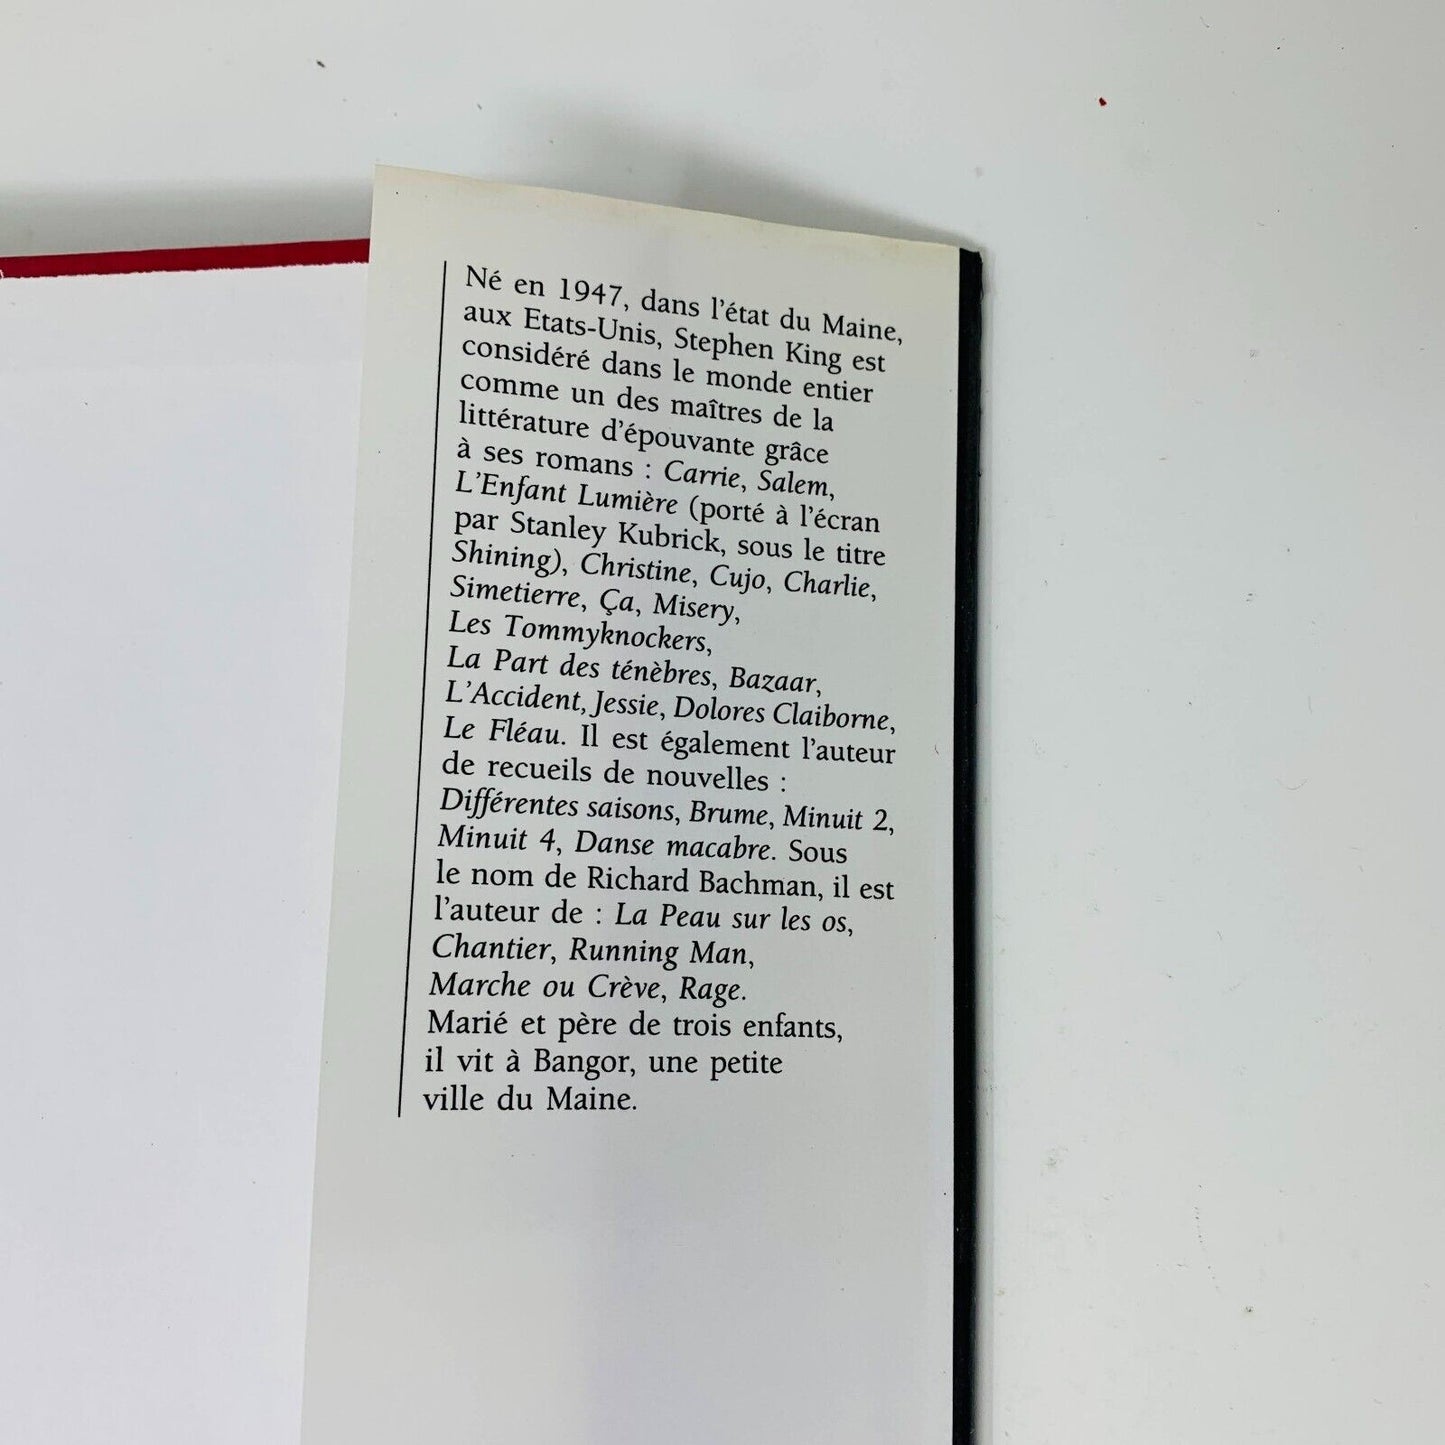 Né en 1947, dans l'état du Maine,
aux Etats-Unis, Stephen King est
considéré dans le monde entier
comme un des maîtres de la
littérature d'épouvante grâce
à ses romans : Carrie, Salem,
L'Enfant Lumière (porté à l'écran
par Stanley Kubrick, sous le titre
Shining), Christine, Cujo, Charlie,
Simetierre, Ça, Misery,
Les Tommyknockers,
La Part des ténèbres, Bazaar,
L'Accident, Jessie, Dolores Claiborne,
Le Fléau. Il est également l'auteur
de recueils de nouvelles :
Différentes saisons, Brume, Minuit 2,
Minuit 4, Danse macabre. Sous
le nom de Richard Bachman, il est
l'auteur de : La Peau sur les os,
Chantier, Running Man,
Marche ou Crève, Rage.
Marié et père de trois enfants,
il vit à Bangor, une petite
ville du Maine.